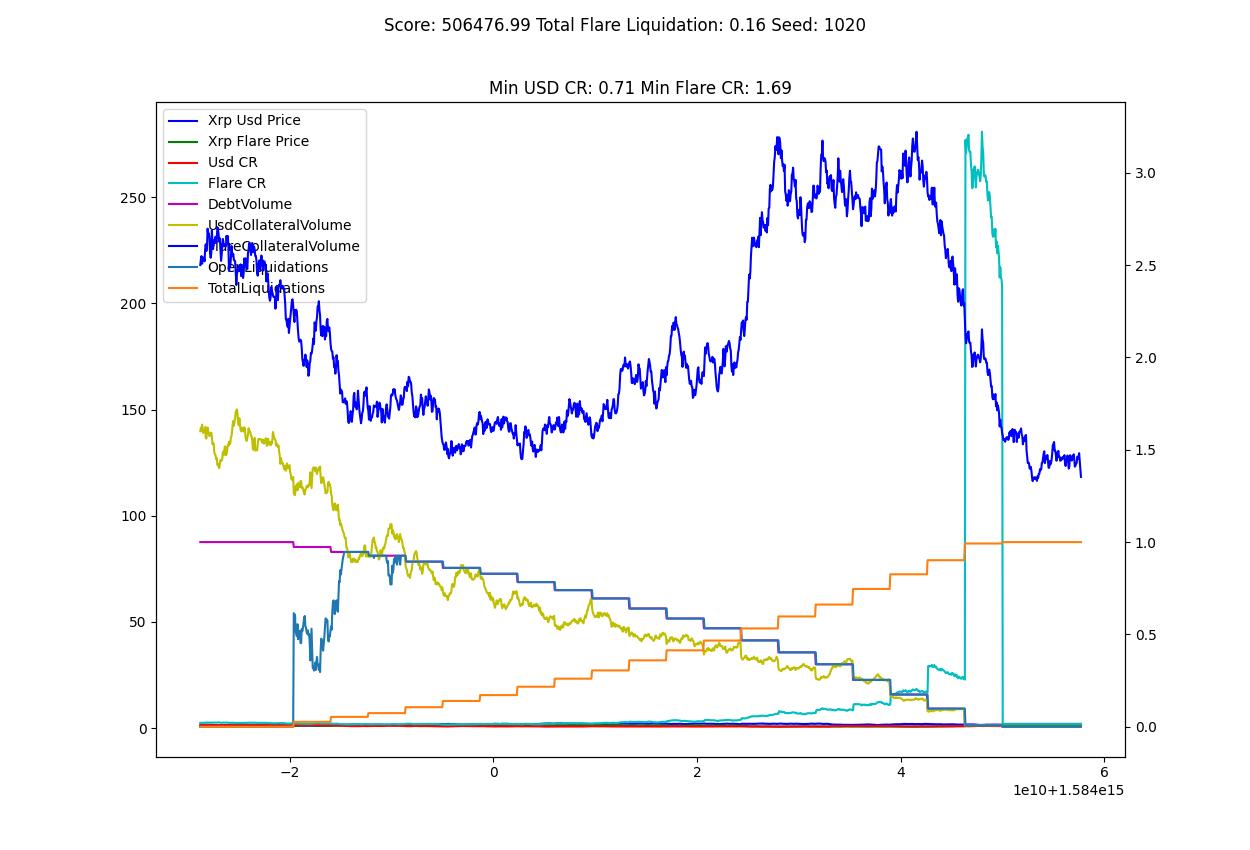 Score: 506476.99 Total Flare Liquidation: 0.16 Seed: 1020
Min USD CR: 0.71 Min Flare CR: 1.69
Xrp Usd Price
Xrp Flare Price
Usd CR
Flare CR
DebtVolume
UsdCollateralVolume
FlareCollateralVolume
OpenLiquidations
TotalLiquidations
250
200
150
100
50
0
3.0
2.5
2.0
1.5
1.0
0.5
0.0
−2
0
2
4
6
1e10+1.584e15